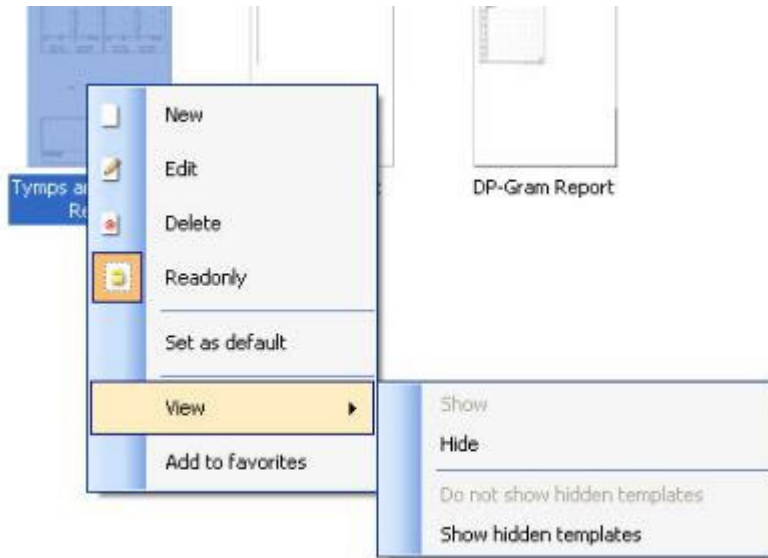 Tymps a
Re
DP-Gram Report
New
Edit
Delete
Readonly
Set as default
View
Add to favorites
Show
Hide
Do not show hidden templates
Show hidden templates